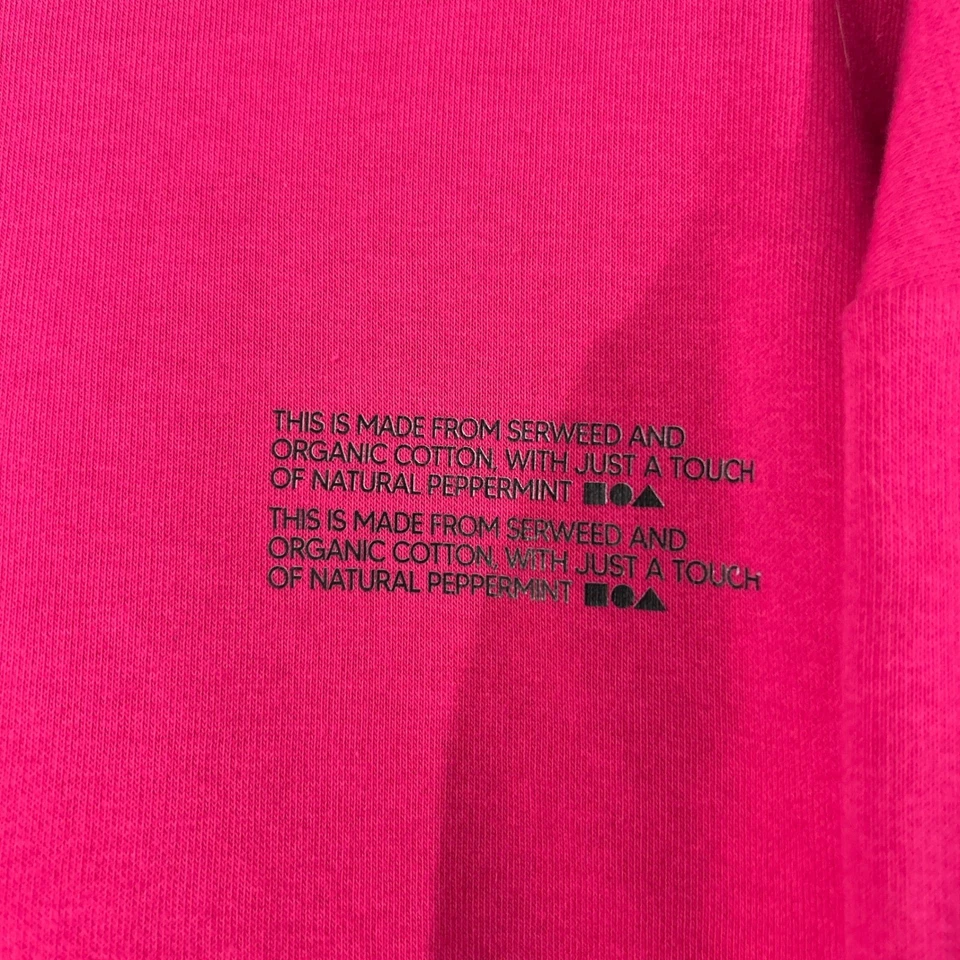 THIS IS MADE FROM SERWEED AND
ORGANIC COTTON, WITH JUST A TOUCH
OF NATURAL PEPPERMINT
THIS IS MADE FROM SERWEED AND
ORGANIC COTTON, WITH JUST A TOUCH
OF NATURAL PEPPERMINT